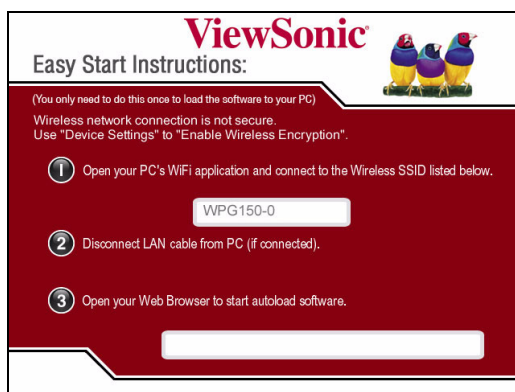 ViewSonic
Easy Start Instructions:
(You only need to do this once to load the software to your PC)
Wireless network connection is not secure.
Use "Device Settings" to "Enable Wireless Encryption".
1 Open your PC's WiFi application and connect to the Wireless SSID listed below.
WPG150-0
2 Disconnect LAN cable from PC (if connected).
3 Open your Web Browser to start autoload software.